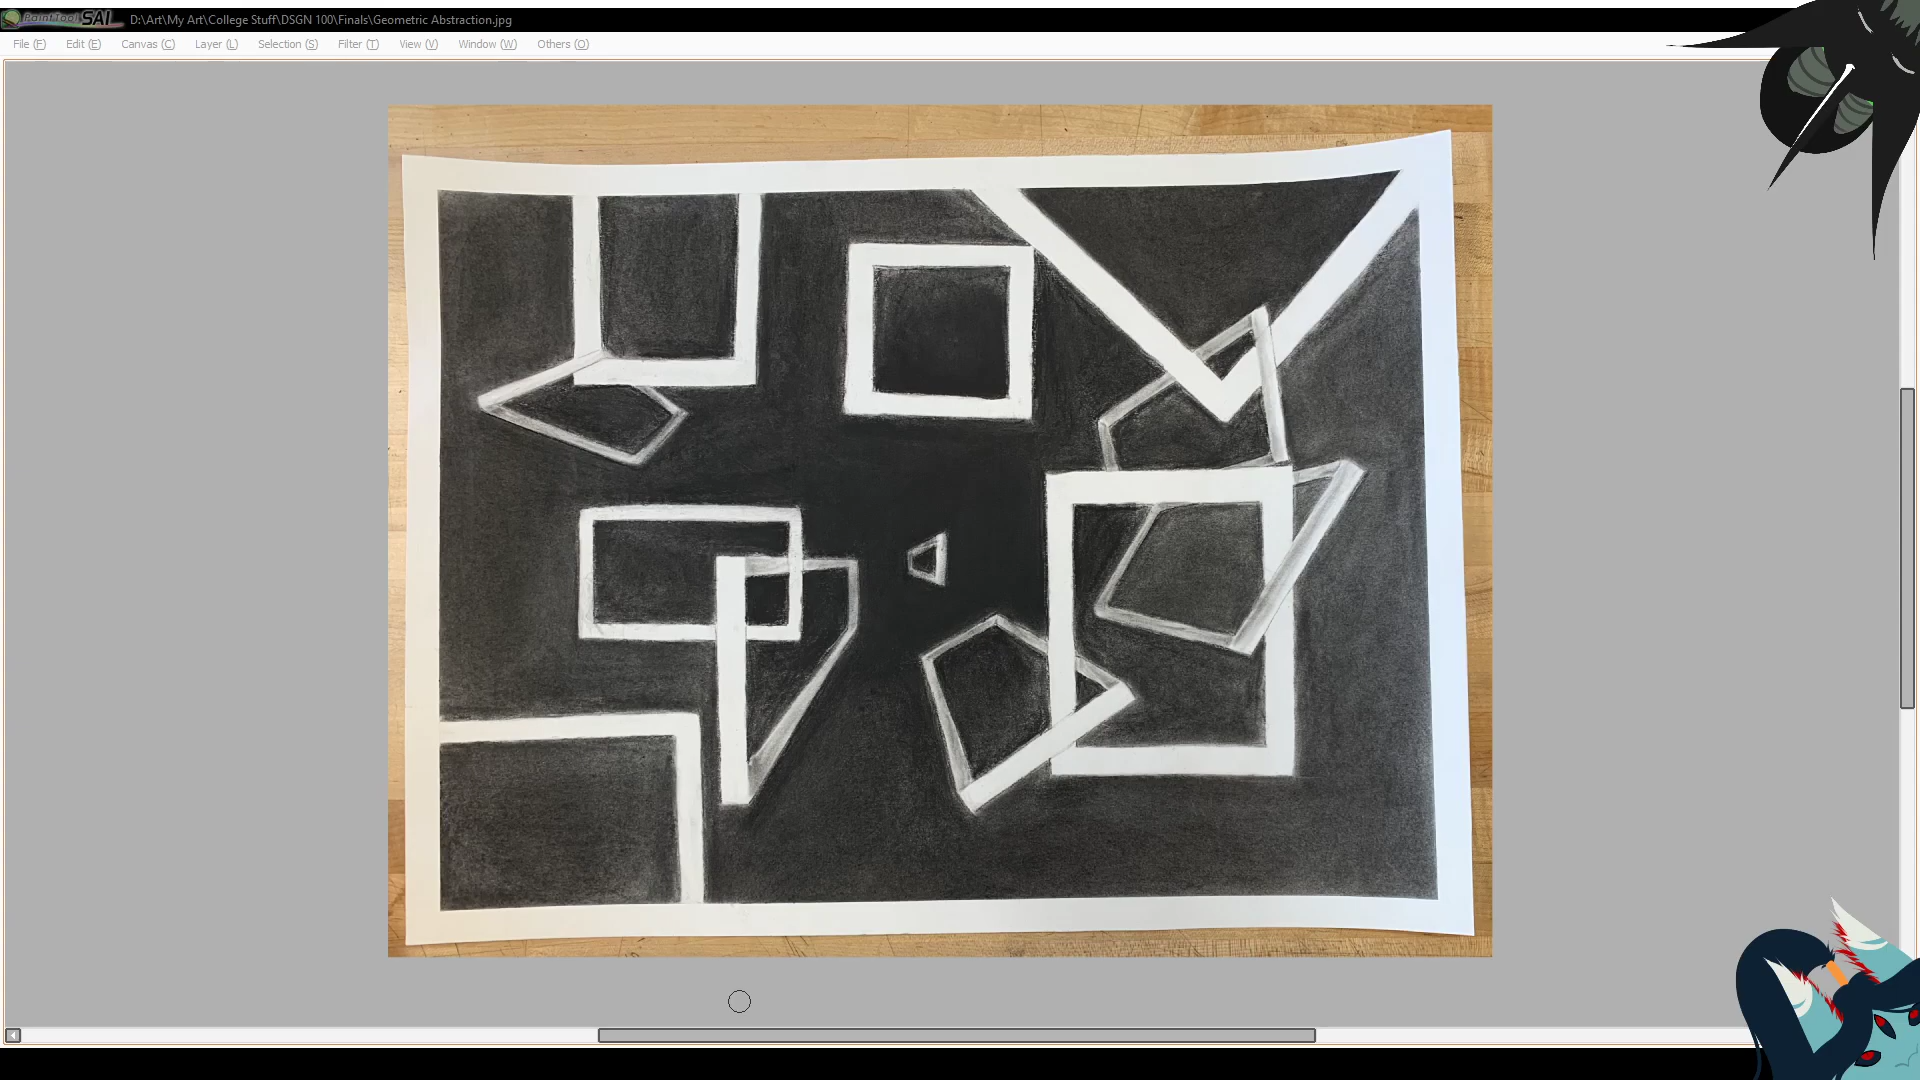 PaintTool SAI D:\Art\My Art\College Stuff\DSGN 100\Finals\Geometric Abstraction.jpg
File (F) Edit (E) Canvas (C) Layer (L) Selection (S) Filter (T) View (V) Window (W) Others (O)